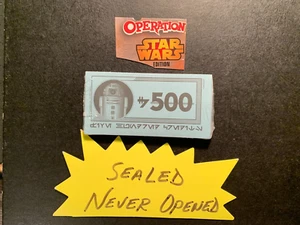 OPERATION
STAR
WARS
EDITION
500
SEALED
NEVER OPENED